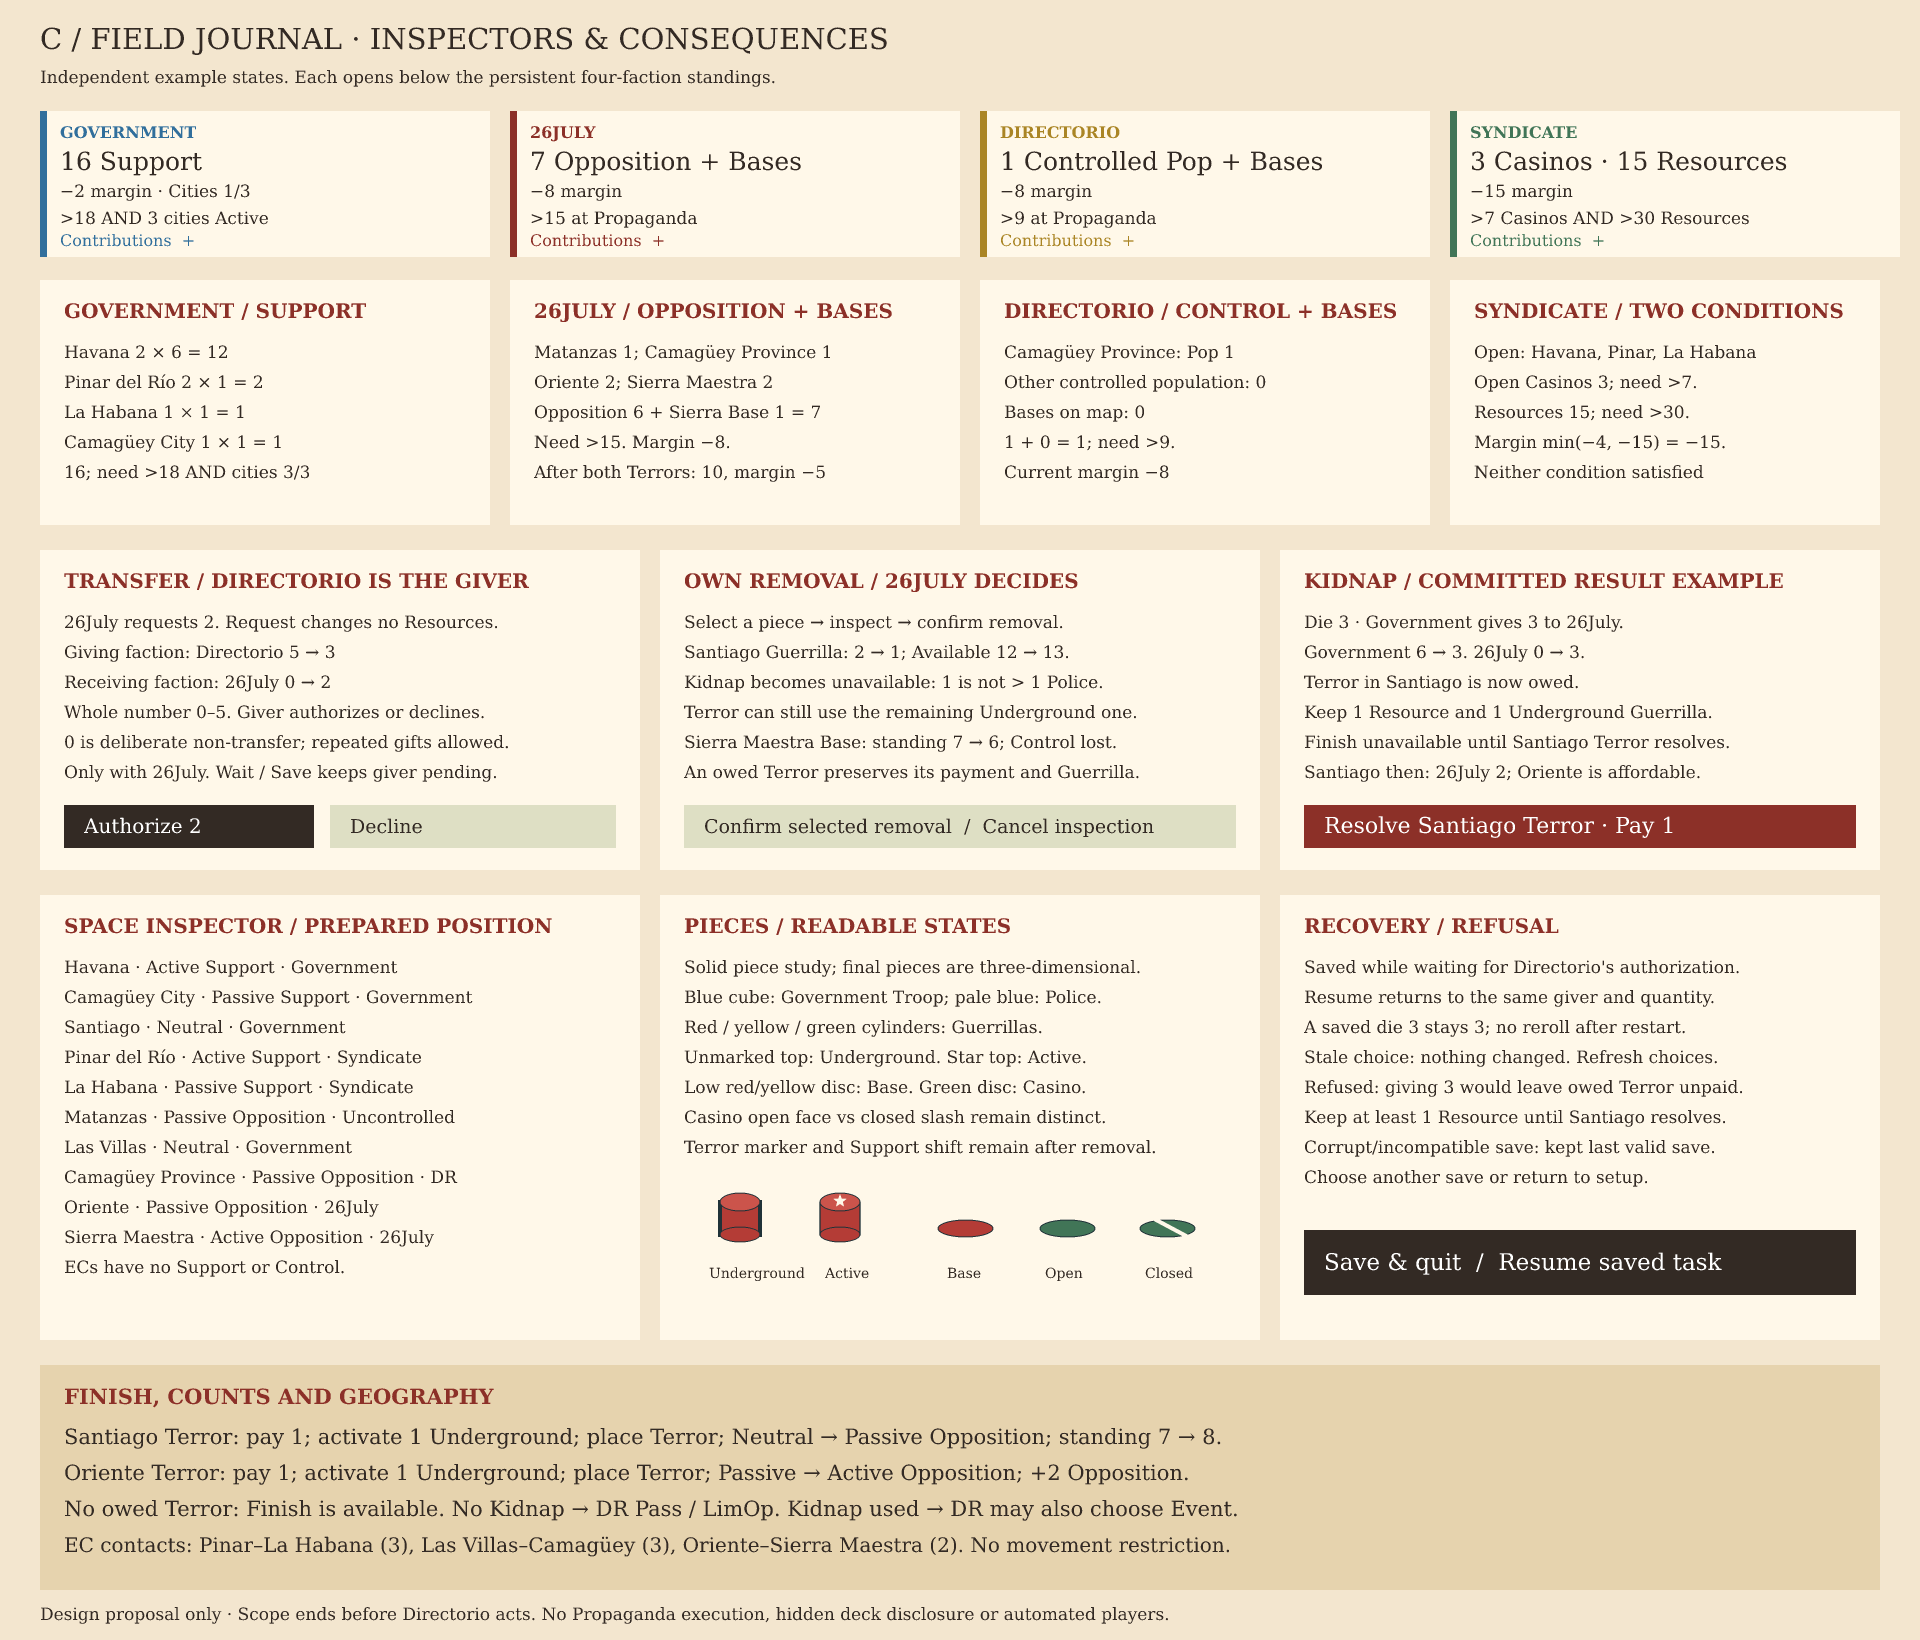 C / FIELD JOURNAL · INSPECTORS & CONSEQUENCES
Independent example states. Each opens below the persistent four-faction standings.
GOVERNMENT
16 Support
−2 margin · Cities 1/3
>18 AND 3 cities Active
Contributions +
26JULY
7 Opposition + Bases
−8 margin
>15 at Propaganda
Contributions +
DIRECTORIO
1 Controlled Pop + Bases
−8 margin
>9 at Propaganda
Contributions +
SYNDICATE
3 Casinos · 15 Resources
−15 margin
>7 Casinos AND >30 Resources
Contributions +
GOVERNMENT / SUPPORT
Havana 2 × 6 = 12
Pinar del Río 2 × 1 = 2
La Habana 1 × 1 = 1
Camagüey City 1 × 1 = 1
16; need >18 AND cities 3/3
26JULY / OPPOSITION + BASES
Matanzas 1; Camagüey Province 1
Oriente 2; Sierra Maestra 2
Opposition 6 + Sierra Base 1 = 7
Need >15. Margin −8.
After both Terrors: 10, margin −5
DIRECTORIO / CONTROL + BASES
Camagüey Province: Pop 1
Other controlled population: 0
Bases on map: 0
1 + 0 = 1; need >9.
Current margin −8
SYNDICATE / TWO CONDITIONS
Open: Havana, Pinar, La Habana
Open Casinos 3; need >7.
Resources 15; need >30.
Margin min(−4, −15) = −15.
Neither condition satisfied
TRANSFER / DIRECTORIO IS THE GIVER
26July requests 2. Request changes no Resources.
Giving faction: Directorio 5 → 3
Receiving faction: 26July 0 → 2
Whole number 0–5. Giver authorizes or declines.
0 is deliberate non-transfer; repeated gifts allowed.
Only with 26July. Wait / Save keeps giver pending.
Authorize 2
Decline
OWN REMOVAL / 26JULY DECIDES
Select a piece → inspect → confirm removal.
Santiago Guerrilla: 2 → 1; Available 12 → 13.
Kidnap becomes unavailable: 1 is not > 1 Police.
Terror can still use the remaining Underground one.
Sierra Maestra Base: standing 7 → 6; Control lost.
An owed Terror preserves its payment and Guerrilla.
Confirm selected removal / Cancel inspection
KIDNAP / COMMITTED RESULT EXAMPLE
Die 3 · Government gives 3 to 26July.
Government 6 → 3. 26July 0 → 3.
Terror in Santiago is now owed.
Keep 1 Resource and 1 Underground Guerrilla.
Finish unavailable until Santiago Terror resolves.
Santiago then: 26July 2; Oriente is affordable.
Resolve Santiago Terror · Pay 1
SPACE INSPECTOR / PREPARED POSITION
Havana · Active Support · Government
Camagüey City · Passive Support · Government
Santiago · Neutral · Government
Pinar del Río · Active Support · Syndicate
La Habana · Passive Support · Syndicate
Matanzas · Passive Opposition · Uncontrolled
Las Villas · Neutral · Government
Camagüey Province · Passive Opposition · DR
Oriente · Passive Opposition · 26July
Sierra Maestra · Active Opposition · 26July
ECs have no Support or Control.
PIECES / READABLE STATES
Solid piece study; final pieces are three-dimensional.
Blue cube: Government Troop; pale blue: Police.
Red / yellow / green cylinders: Guerrillas.
Unmarked top: Underground. Star top: Active.
Low red/yellow disc: Base. Green disc: Casino.
Casino open face vs closed slash remain distinct.
Terror marker and Support shift remain after removal.
Underground Active Base Open Closed
RECOVERY / REFUSAL
Saved while waiting for Directorio's authorization.
Resume returns to the same giver and quantity.
A saved die 3 stays 3; no reroll after restart.
Stale choice: nothing changed. Refresh choices.
Refused: giving 3 would leave owed Terror unpaid.
Keep at least 1 Resource until Santiago resolves.
Corrupt/incompatible save: kept last valid save.
Choose another save or return to setup.
Save & quit / Resume saved task
FINISH, COUNTS AND GEOGRAPHY
Santiago Terror: pay 1; activate 1 Underground; place Terror; Neutral → Passive Opposition; standing 7 → 8.
Oriente Terror: pay 1; activate 1 Underground; place Terror; Passive → Active Opposition; +2 Opposition.
No owed Terror: Finish is available. No Kidnap → DR Pass / LimOp. Kidnap used → DR may also choose Event.
EC contacts: Pinar–La Habana (3), Las Villas–Camagüey (3), Oriente–Sierra Maestra (2). No movement restriction.
Design proposal only · Scope ends before Directorio acts. No Propaganda execution, hidden deck disclosure or automated players.